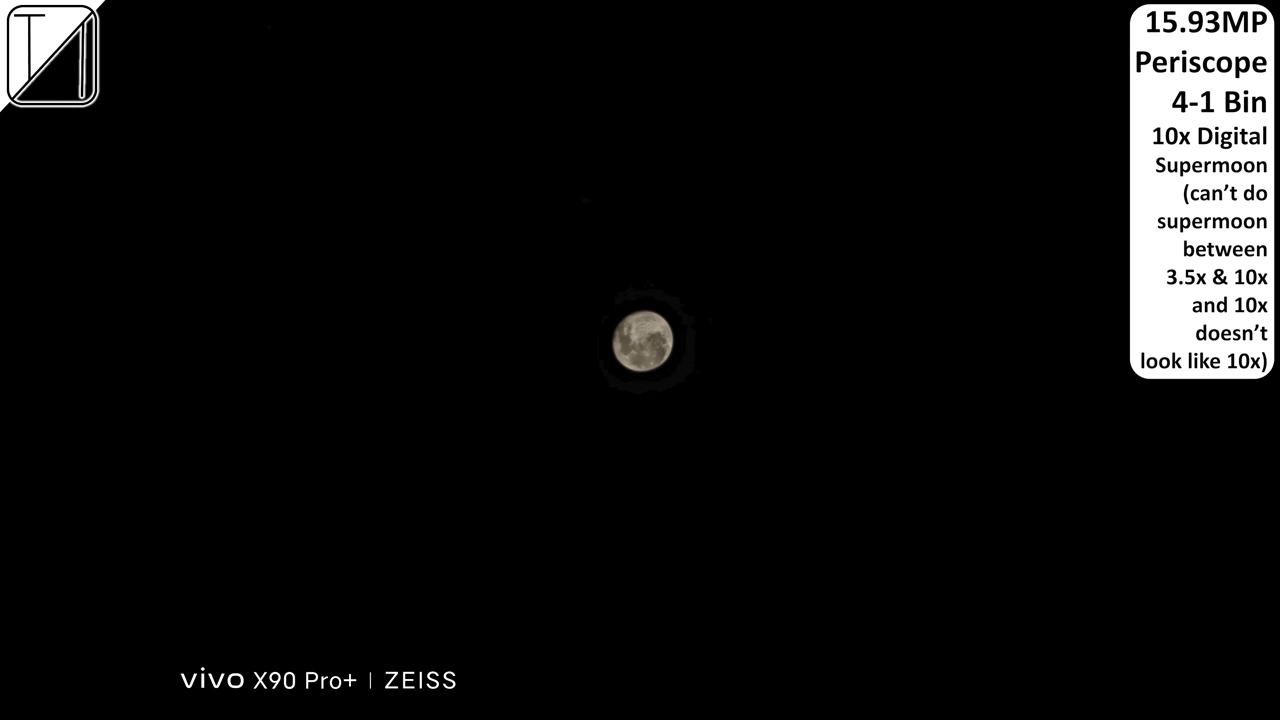 15.93MP
Periscope
4-1 Bin
10x Digital
Supermoon
(can’t do
supermoon
between
3.5x & 10x
and 10x
doesn’t
look like 10x)
vivo X90 Pro+ | ZEISS